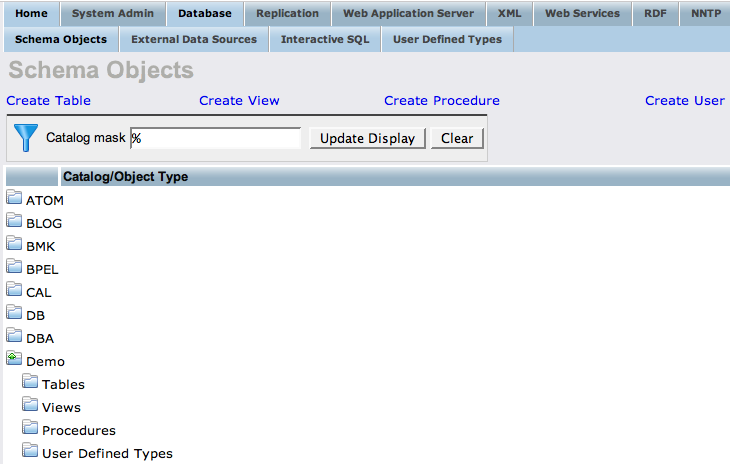 Home System Admin Database Replication Web Application Server XML Web Services RDF NNTP
Schema Objects External Data Sources Interactive SQL User Defined Types
Schema Objects
Create Table Create View Create Procedure Create User
Catalog mask % Update Display Clear
Catalog/Object Type
ATOM
BLOG
BMK
BPEL
CAL
DB
DBA
Demo
Tables
Views
Procedures
User Defined Types